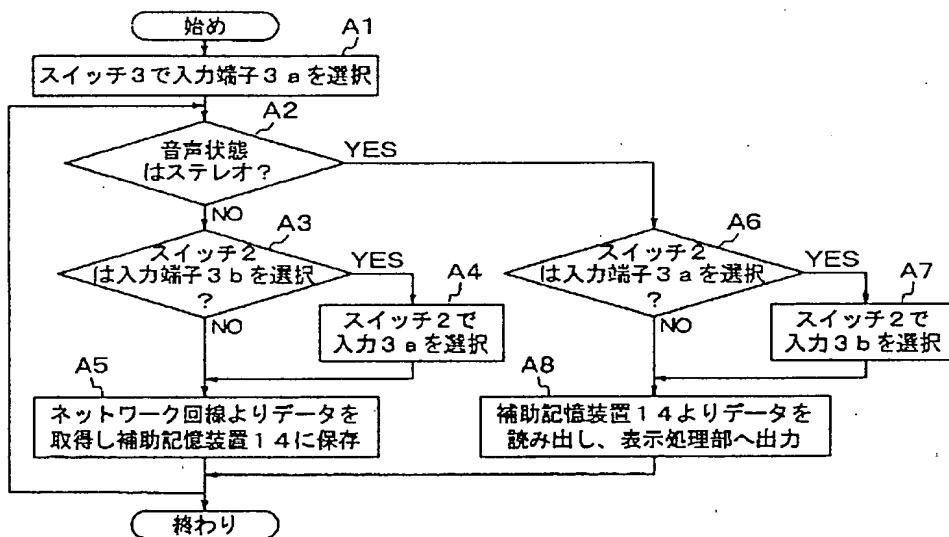 始め
A1
スイッチ3で入力端子3aを選択
A2
音声状態
はステレオ?
YES
NO
A3
スイッチ2
は入力端子3bを選択
?
YES
NO
A4
スイッチ2で
入力3aを選択
A5
ネットワーク回線よりデータを
取得し補助記憶装置14に保存
A6
スイッチ2
は入力端子3aを選択
?
YES
NO
A7
スイッチ2で
入力3bを選択
A8
補助記憶装置14よりデータを
読み出し、表示処理部へ出力
終わり